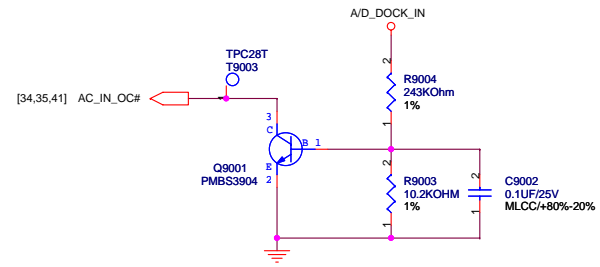 A/D_DOCK_IN
TPC28T
T9003
[34,35,41] AC_IN_OC#
2
R9004
243KOhm
1%
1
3
C
B 1
E
2
Q9001
PMBS3904
2
R9003
10.2KOHM
1%
1
2
C9002
0.1UF/25V
MLCC/+80%-20%
1